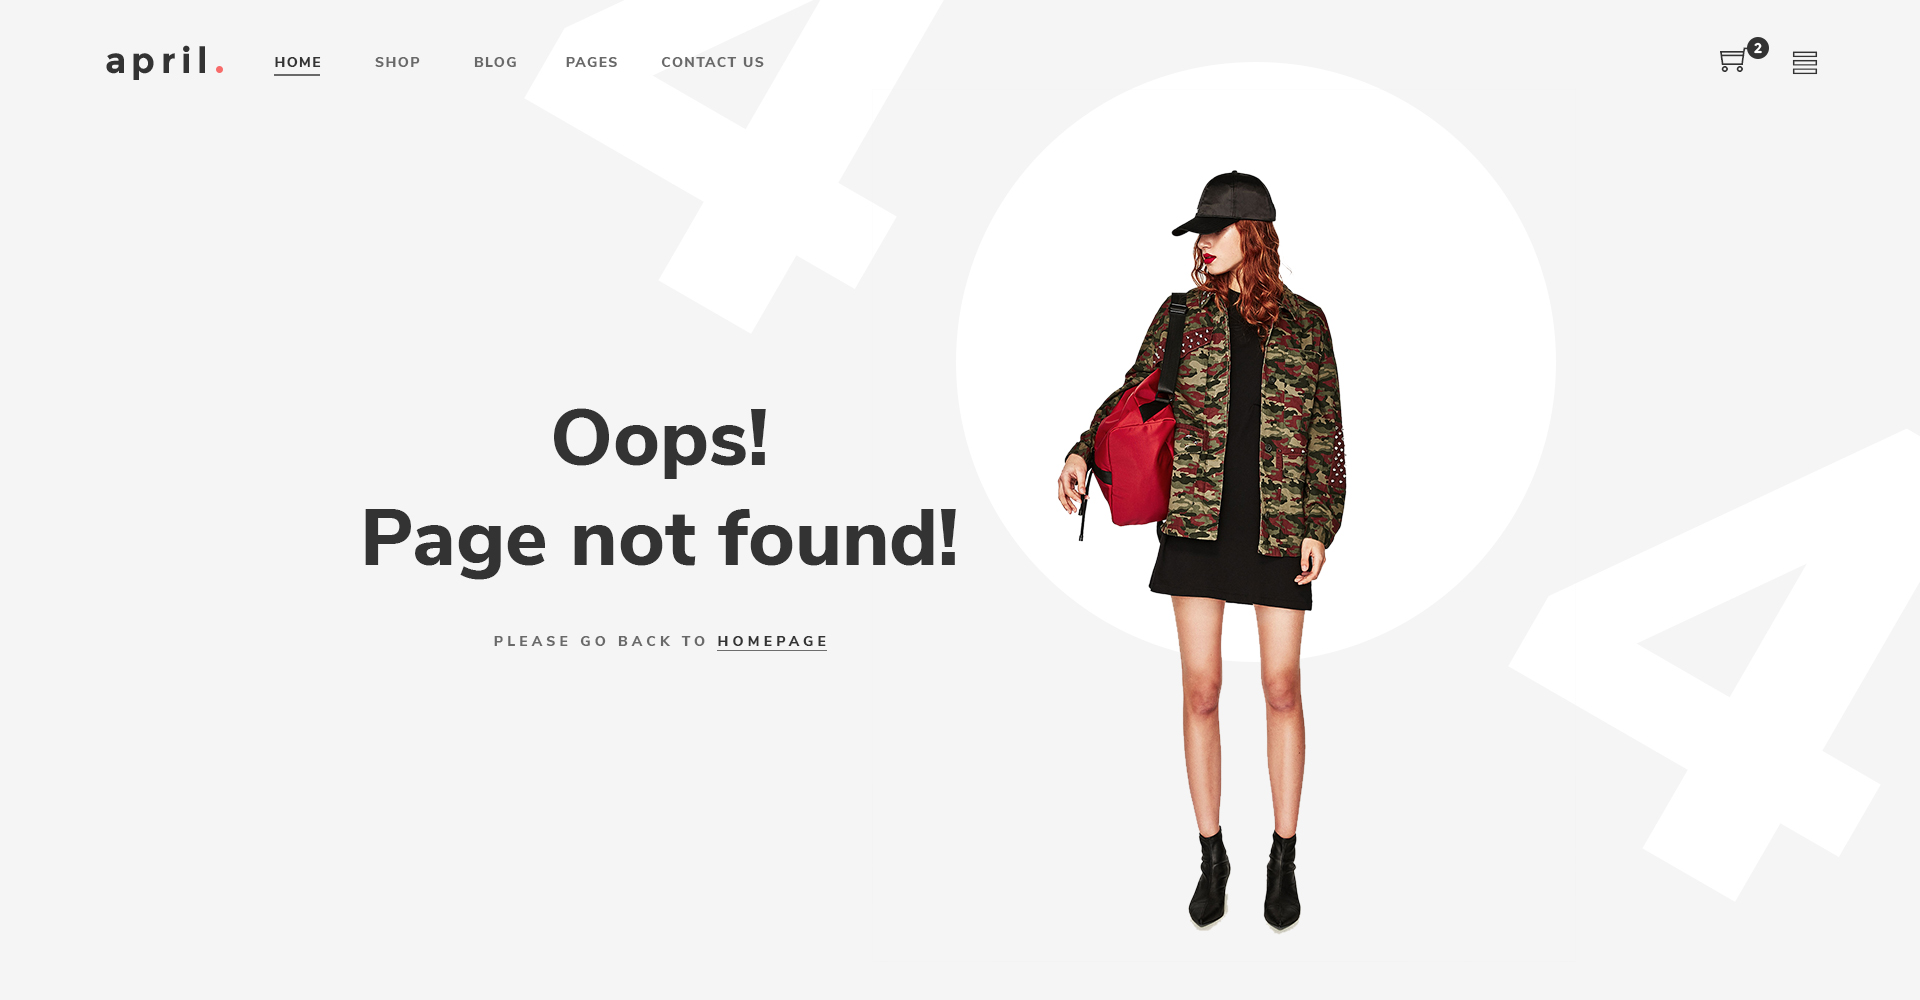 april.
HOME SHOP BLOG PAGES CONTACT US
2
4 4
Oops!
Page not found!
PLEASE GO BACK TO HOMEPAGE